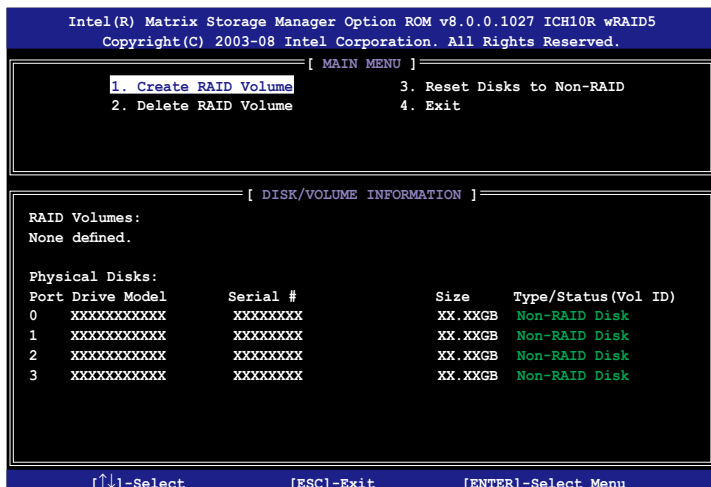 Intel(R) Matrix Storage Manager Option ROM v8.0.0.1027 ICH10R wRAID5
Copyright(C) 2003-08 Intel Corporation. All Rights Reserved.
[ MAIN MENU ]
1. Create RAID Volume 3. Reset Disks to Non-RAID
2. Delete RAID Volume 4. Exit
[ DISK/VOLUME INFORMATION ]
RAID Volumes:
None defined.
Physical Disks:
Port Drive Model Serial # Size Type/Status(Vol ID)
0 XXXXXXXXXXX XXXXXXXX XX.XXGB Non-RAID Disk
1 XXXXXXXXXXX XXXXXXXX XX.XXGB Non-RAID Disk
2 XXXXXXXXXXX XXXXXXXX XX.XXGB Non-RAID Disk
3 XXXXXXXXXXX XXXXXXXX XX.XXGB Non-RAID Disk
[↑↓]-Select [ESC]-Exit [ENTER]-Select Menu